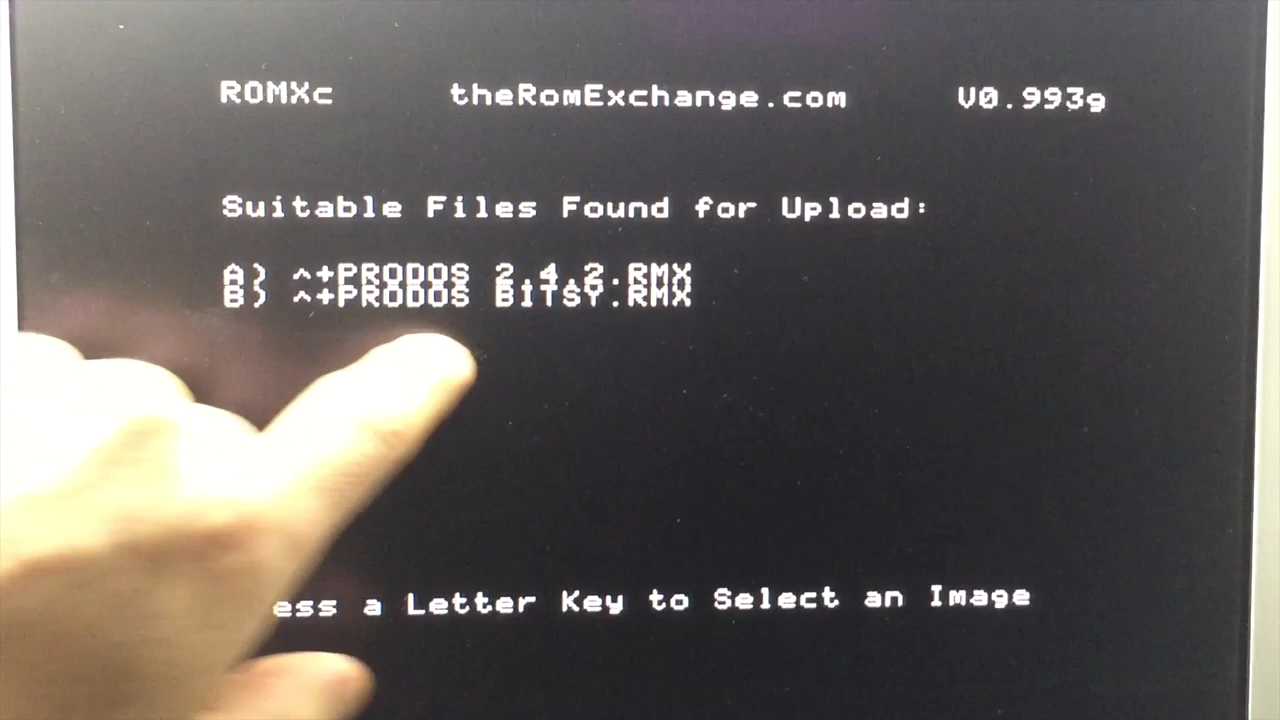 ROMXc theRomExchange.com V0.993g
Suitable Files Found for Upload:
A) ^+PRODOS 2.4.2.RMX
B) ^+PRODOS BITSY.RMX
ess a Letter Key to Select an Image